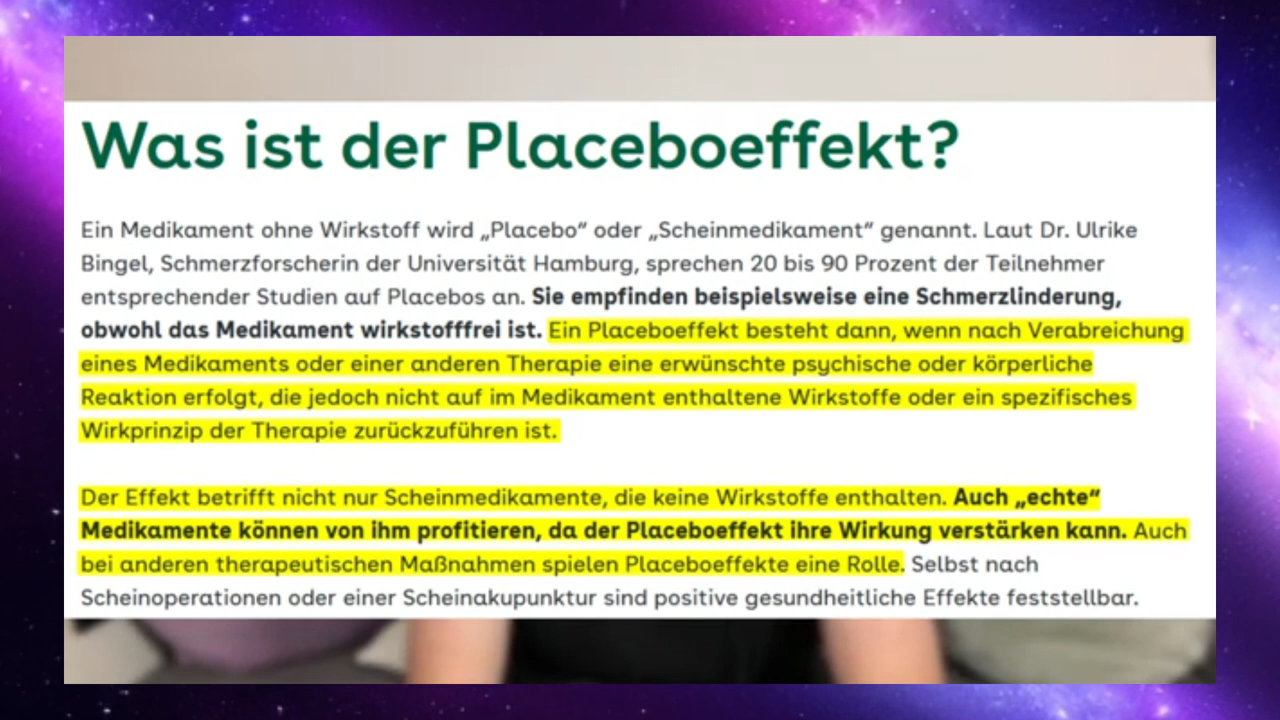 Was ist der Placeboeffekt?
Ein Medikament ohne Wirkstoff wird „Placebo“ oder „Scheinmedikament“ genannt. Laut Dr. Ulrike
Bingel, Schmerzforscherin der Universität Hamburg, sprechen 20 bis 90 Prozent der Teilnehmer
entsprechender Studien auf Placebos an. Sie empfinden beispielsweise eine Schmerzlinderung,
obwohl das Medikament wirkstofffrei ist. Ein Placeboeffekt besteht dann, wenn nach Verabreichung
eines Medikaments oder einer anderen Therapie eine erwünschte psychische oder körperliche
Reaktion erfolgt, die jedoch nicht auf im Medikament enthaltene Wirkstoffe oder ein spezifisches
Wirkprinzip der Therapie zurückzuführen ist.
Der Effekt betrifft nicht nur Scheinmedikamente, die keine Wirkstoffe enthalten. Auch „echte“
Medikamente können von ihm profitieren, da der Placeboeffekt ihre Wirkung verstärken kann. Auch
bei anderen therapeutischen Maßnahmen spielen Placeboeffekte eine Rolle. Selbst nach
Scheinoperationen oder einer Scheinakupunktur sind positive gesundheitliche Effekte feststellbar.